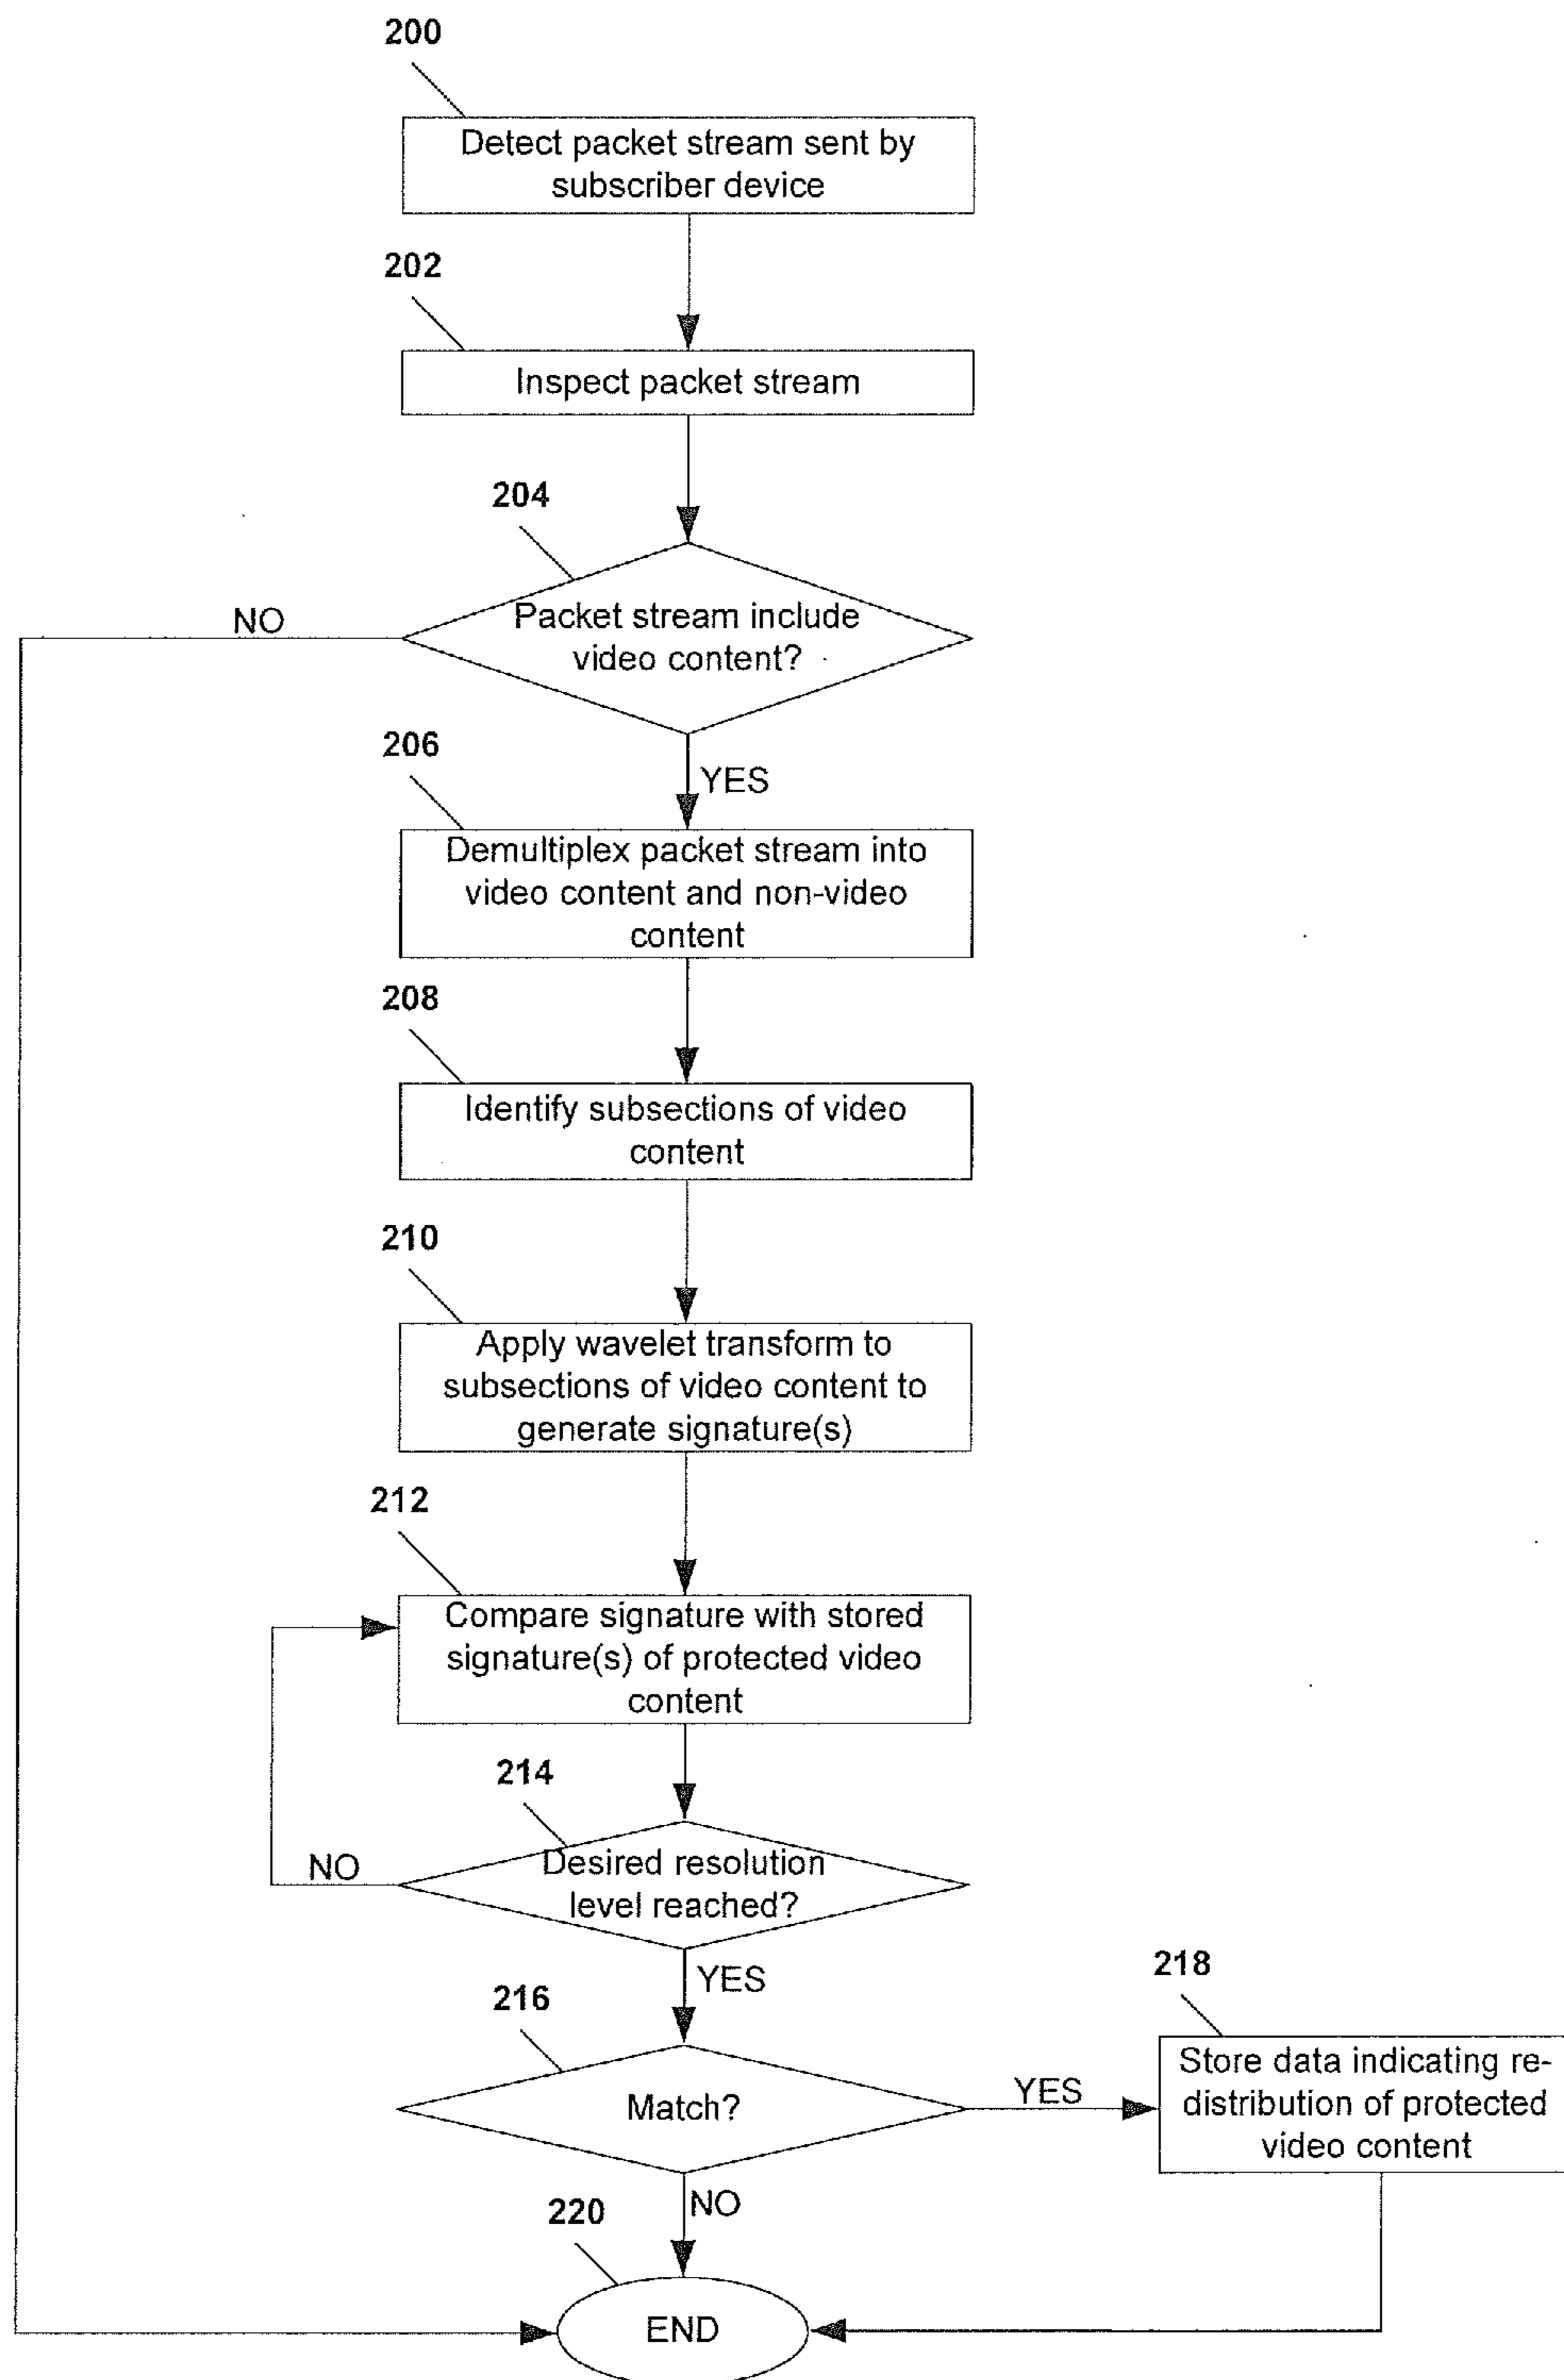 200
Detect packet stream sent by
subscriber device
202
Inspect packet stream
204
NO
Packet stream include
video content?
206
YES
Demultiplex packet stream into
video content and non-video
content
208
Identify subsections of video
content
210
Apply wavelet transform to
subsections of video content to
generate signature(s)
212
Compare signature with stored
signature(s) of protected video
content
214
NO
Desired resolution
level reached?
YES
216
Match?
YES
218
Store data indicating re-
distribution of protected
video content
NO
220
END